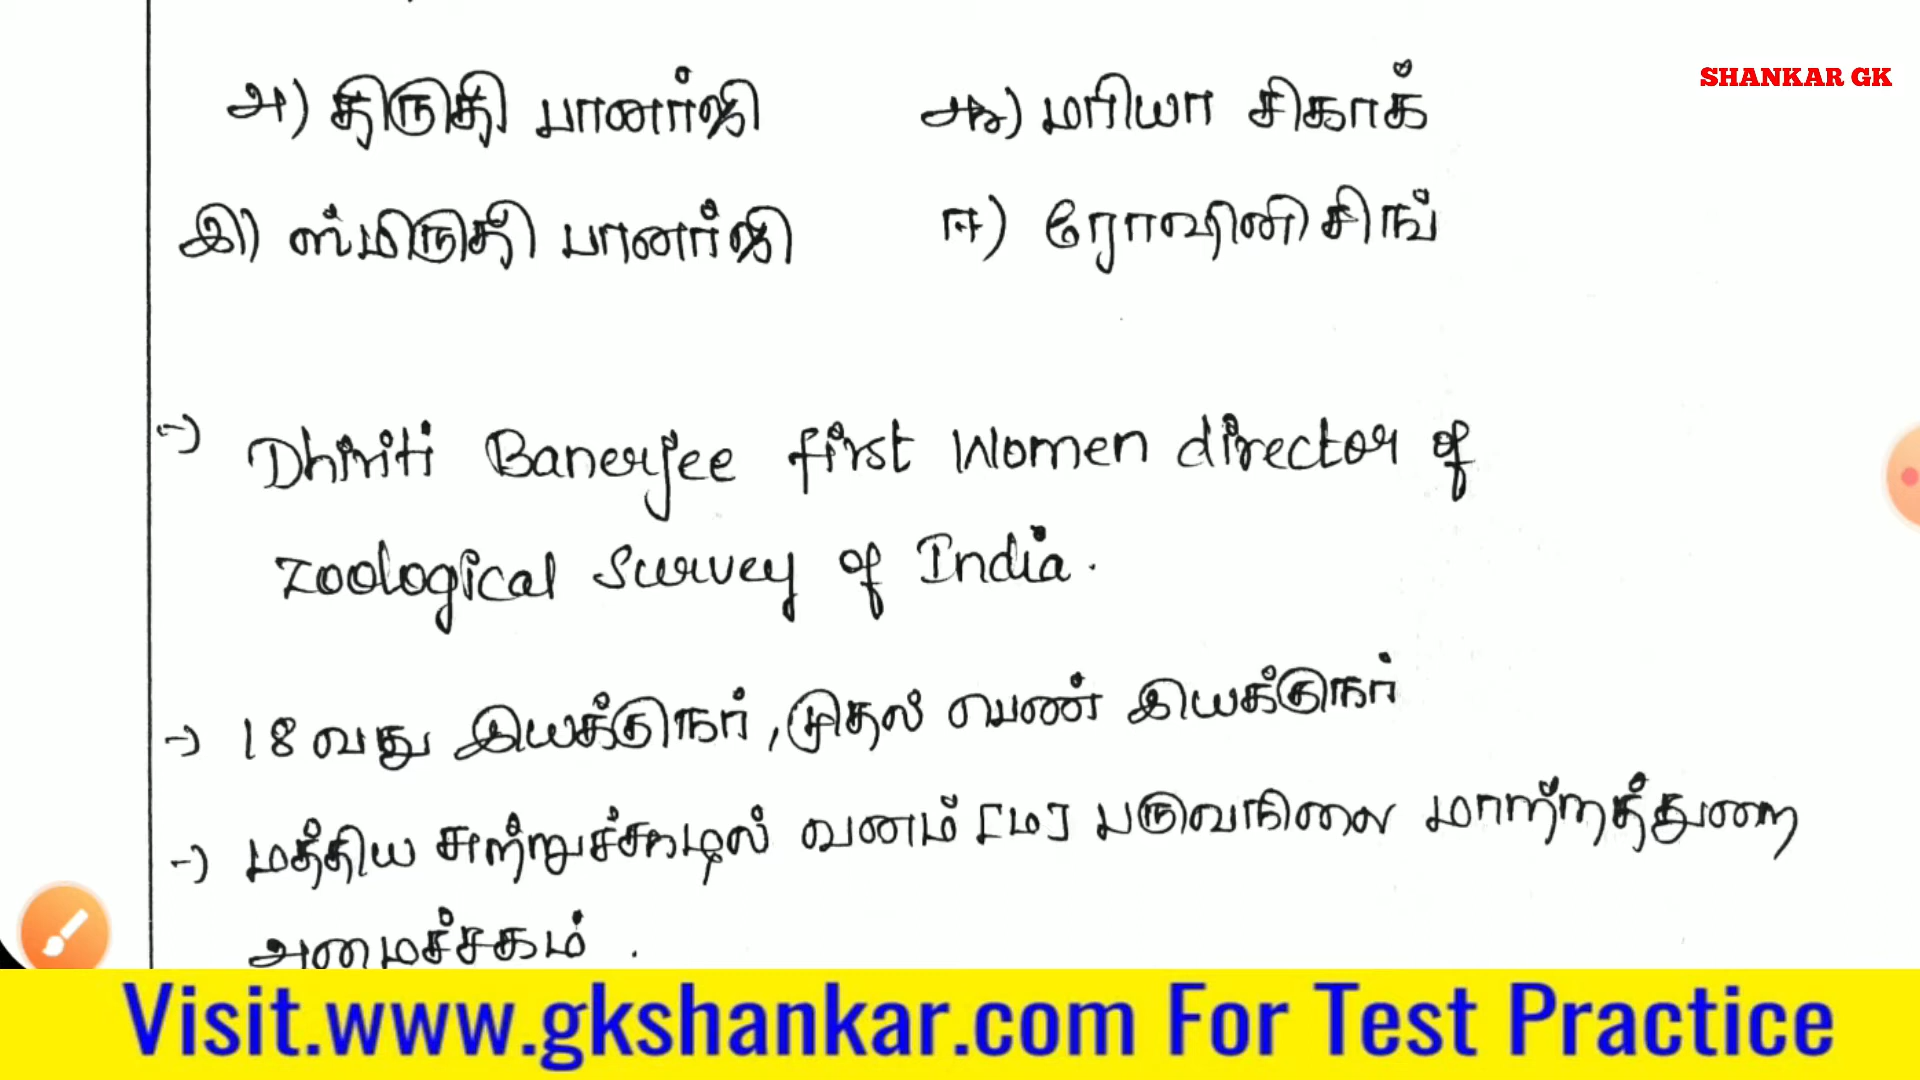 SHANKAR GK
அ) திருதி பானர்ஜி ஆ) மரியா சிகாக்
இ) ஸ்மிருதி பானர்ஜி ஈ) ரோஷினி சிங்
-) Dhiriti Banerjee first Women director of
Zoological Survey of India.
-) 18 வது இயக்குநர், முதல் பெண் இயக்குநர்
-) மத்திய சுற்றுச்சூழல் வனம் [ம] பருவநிலை மாற்றத்துறை
அமைச்சகம்.
Visit.www.gkshankar.com For Test Practice